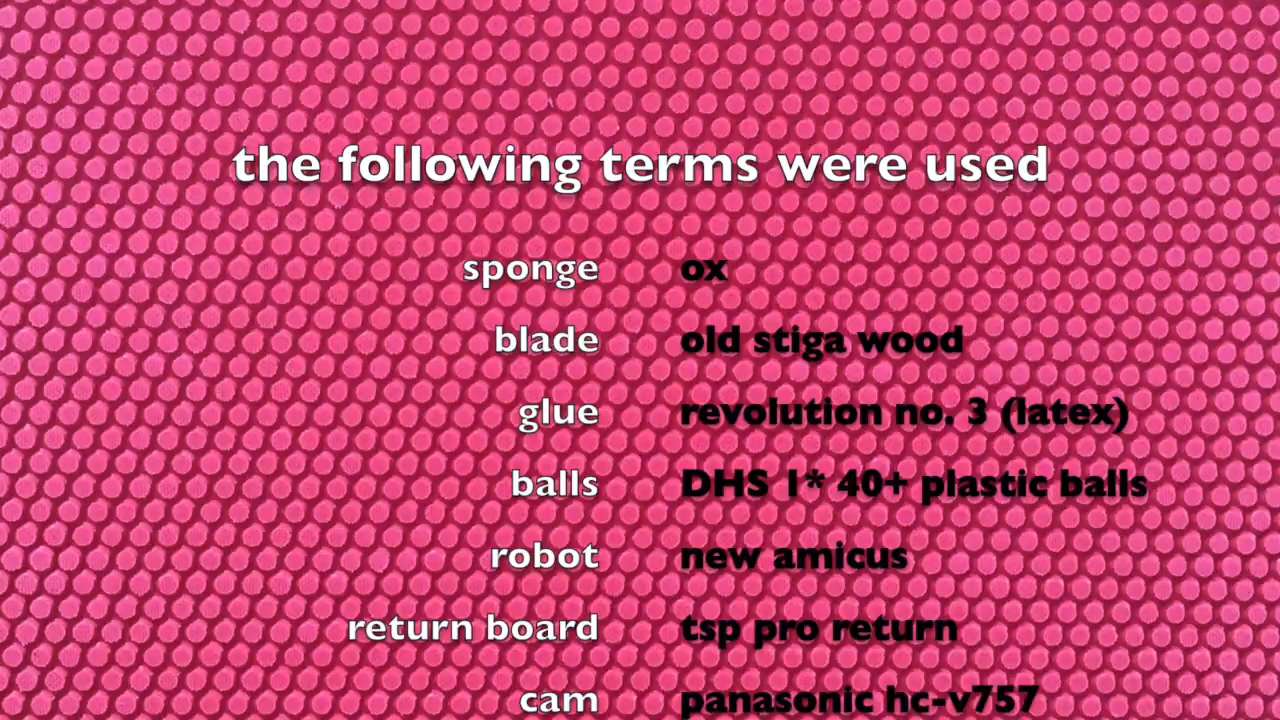 the following terms were used
sponge ox
blade old stiga wood
glue revolution no. 3 (latex)
balls DHS 1* 40+ plastic balls
robot new amicus
return board tsp pro return
cam panasonic hc-v757